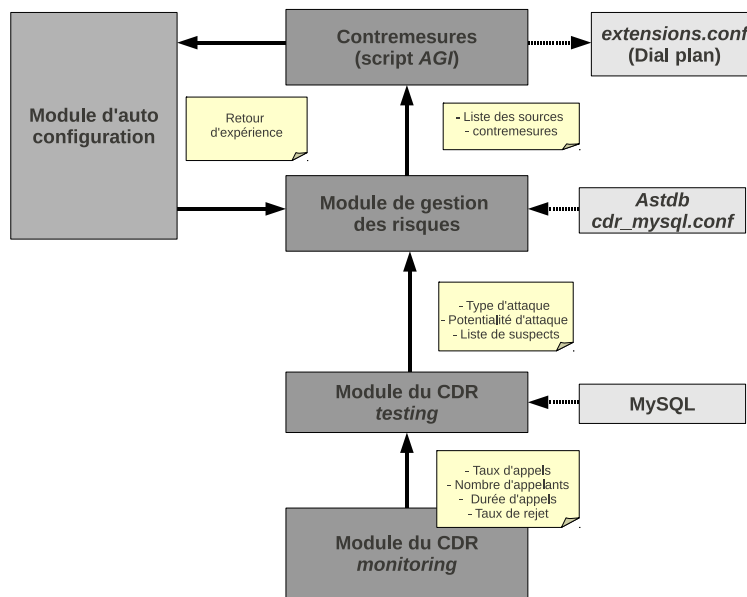 Contremesures
(script AGI)
extensions.conf
(Dial plan)
Module d'auto
configuration
Retour
d'expérience
- Liste des sources
- contremesures
Module de gestion
des risques
Astdb
cdr_mysql.conf
- Type d'attaque
- Potentialité d'attaque
- Liste de suspects
Module du CDR
testing
MySQL
- Taux d'appels
- Nombre d'appelants
- Durée d'appels
- Taux de rejet
Module du CDR
monitoring